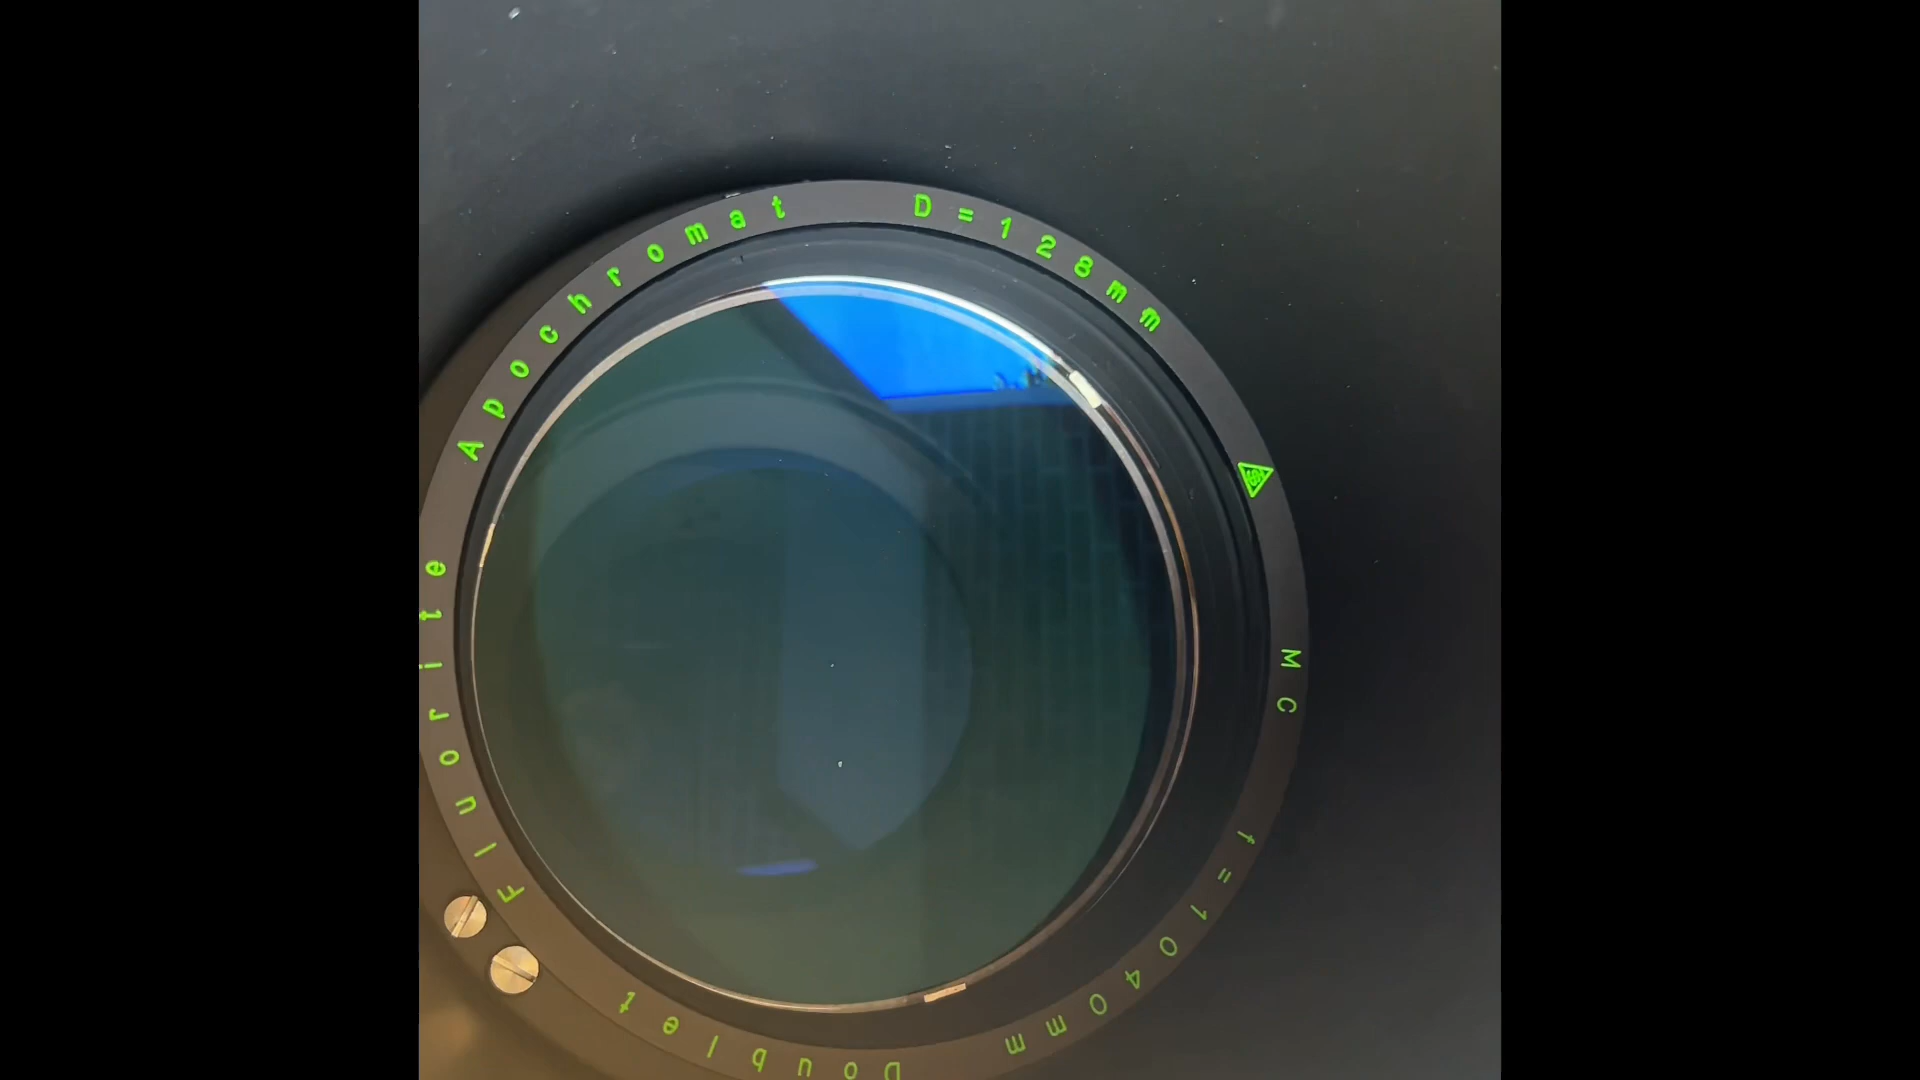 Fluorite Apochromat
D=128mm
MC
f=1040mm
Doublet